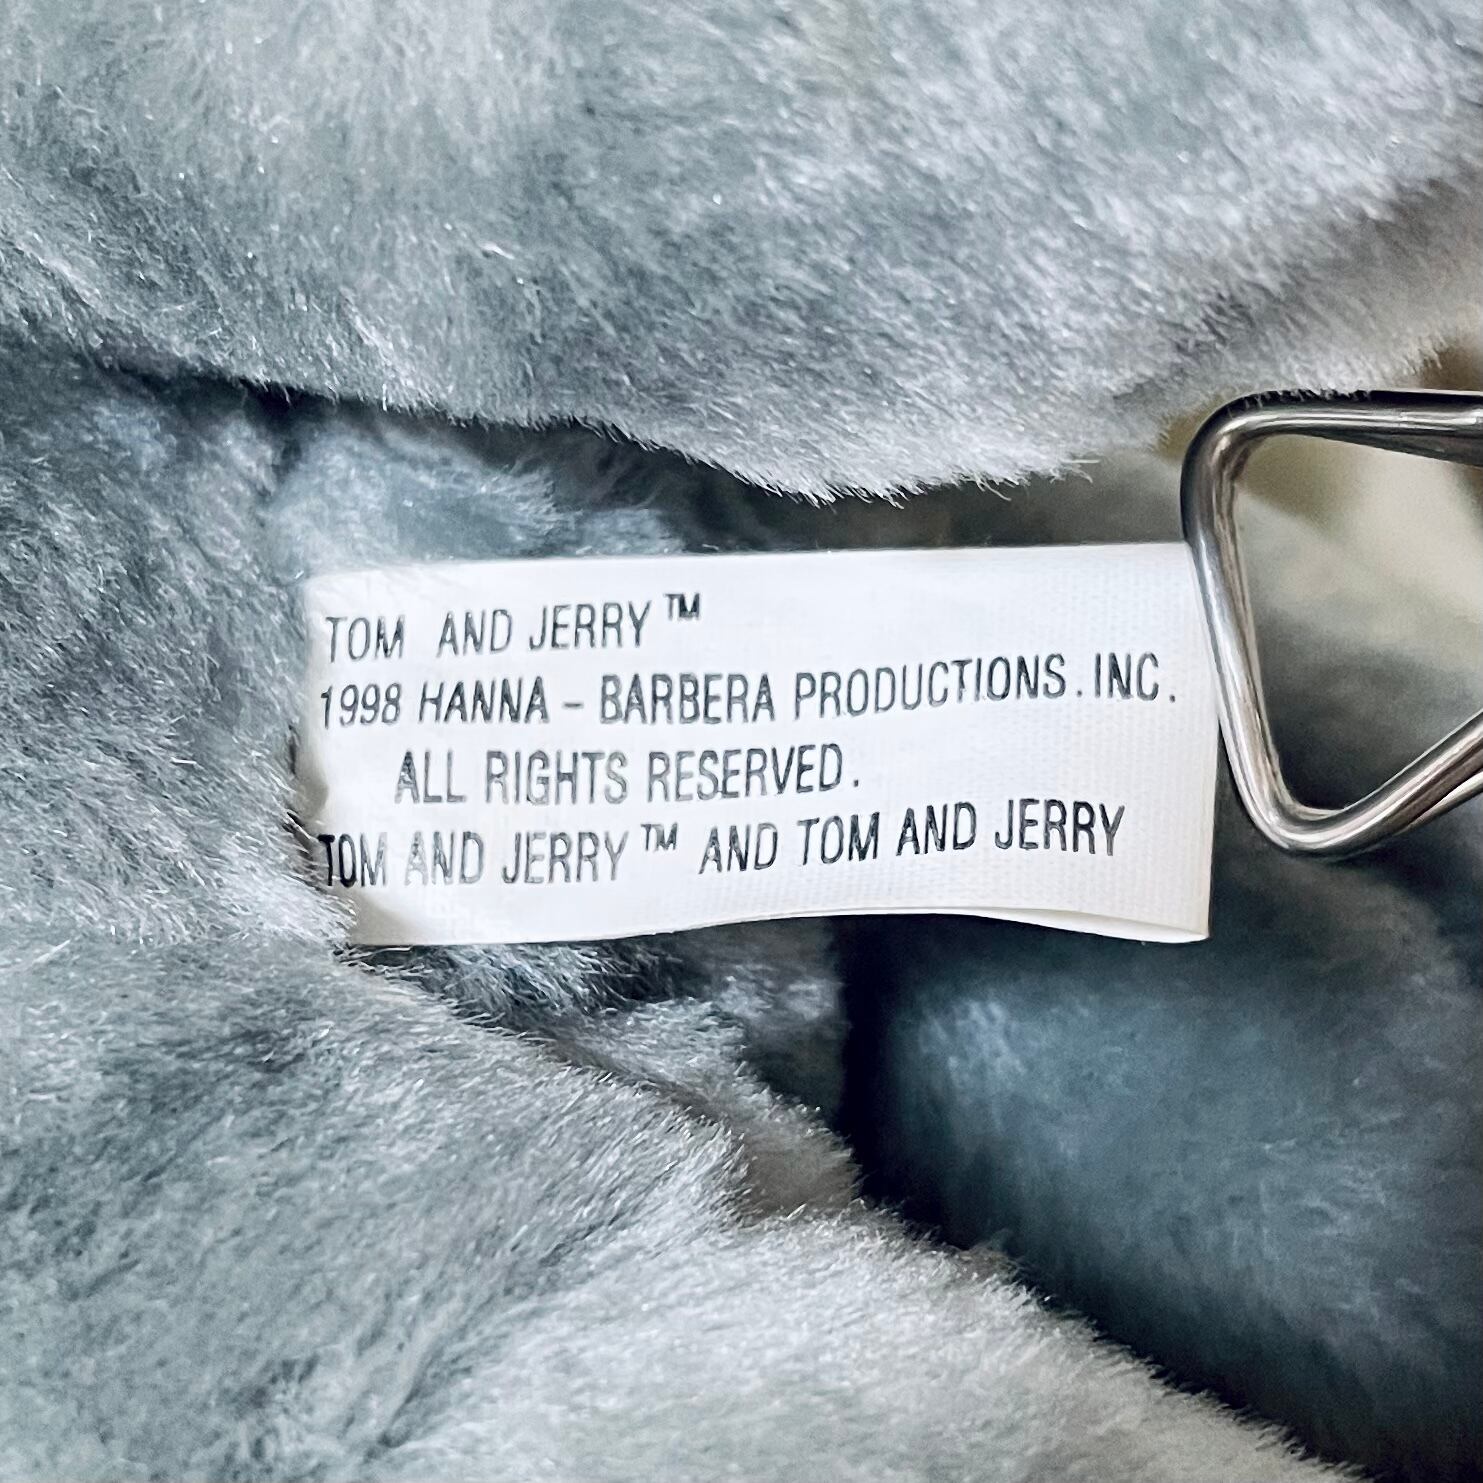 TOM AND JERRY™
1998 HANNA - BARBERA PRODUCTIONS. INC.
ALL RIGHTS RESERVED.
TOM AND JERRY™ AND TOM AND JERRY